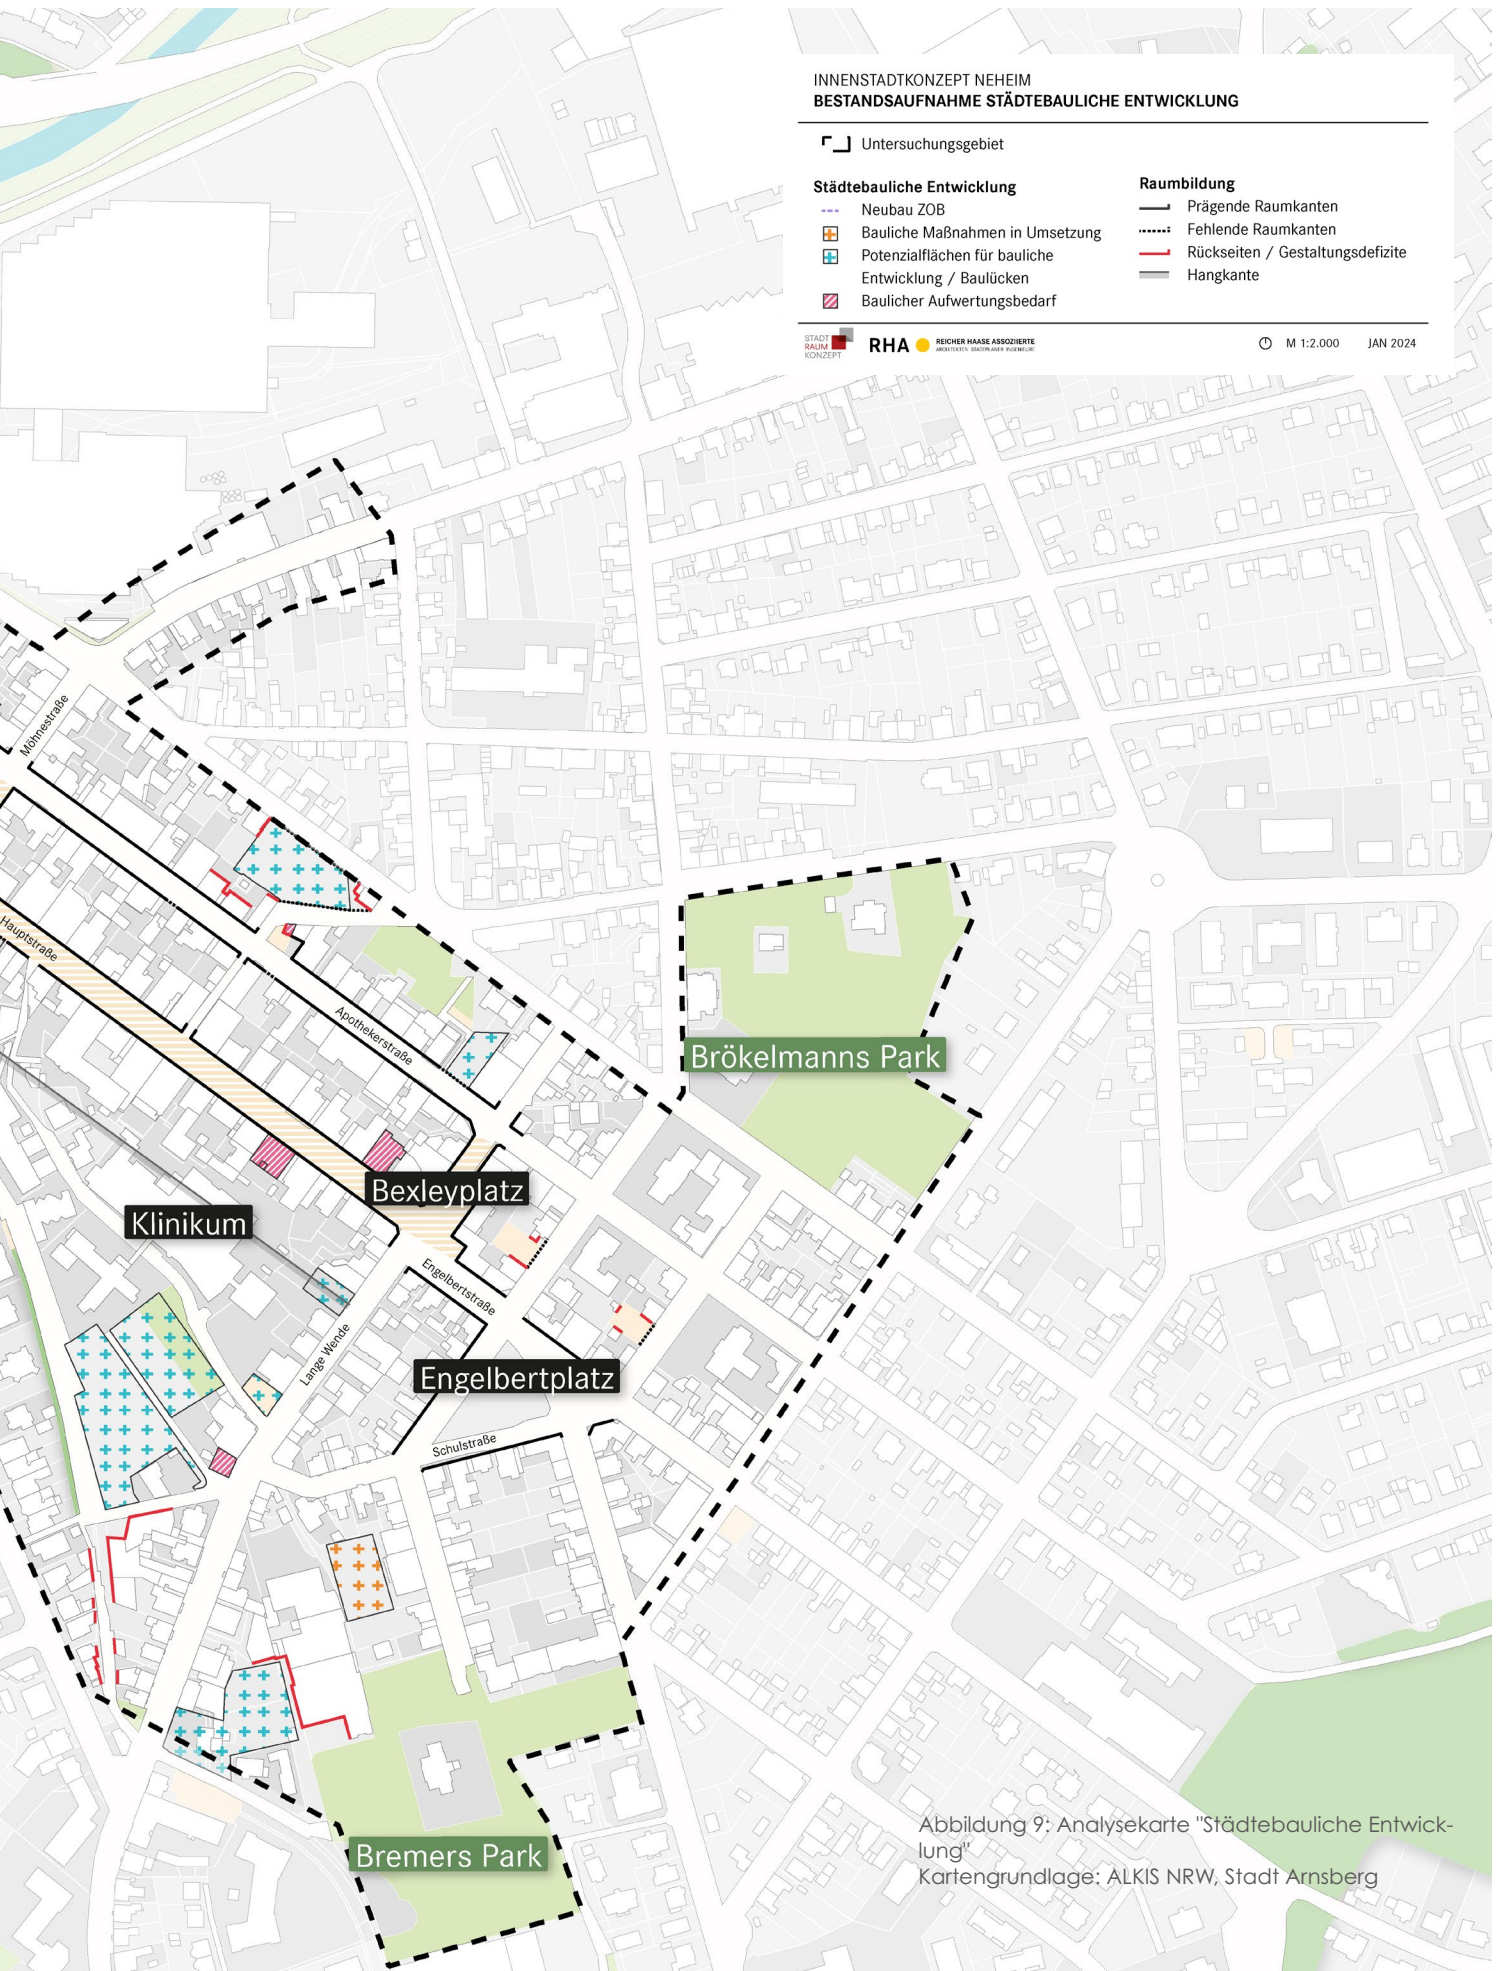 INNENSTADTKONZEPT NEHEIM
BESTANDSAUFNAHME STÄDTEBAULICHE ENTWICKLUNG
Untersuchungsgebiet
Städtebauliche Entwicklung
Neubau ZOB
Bauliche Maßnahmen in Umsetzung
Potenzialflächen für bauliche
Entwicklung / Baulücken
Baulicher Aufwertungsbedarf
Raumbildung
Prägende Raumkanten
Fehlende Raumkanten
Rückseiten / Gestaltungsdefizite
Hangkante
STADT
RAUM
KONZEPT
RHA
REICHER HAASE ASSOZIIERTE
ARCHITEKTEN STADTPLANER INGENIEURE
M 1:2.000
JAN 2024
Möhnestraße
Hauptstraße
Apothekerstraße
Brökelmanns Park
Bexleyplatz
Klinikum
Engelbertstraße
Lange Wende
Engelbertplatz
Schulstraße
Bremers Park
Abbildung 9: Analysekarte "Städtebauliche Entwick-
lung"
Kartengrundlage: ALKIS NRW, Stadt Arnsberg